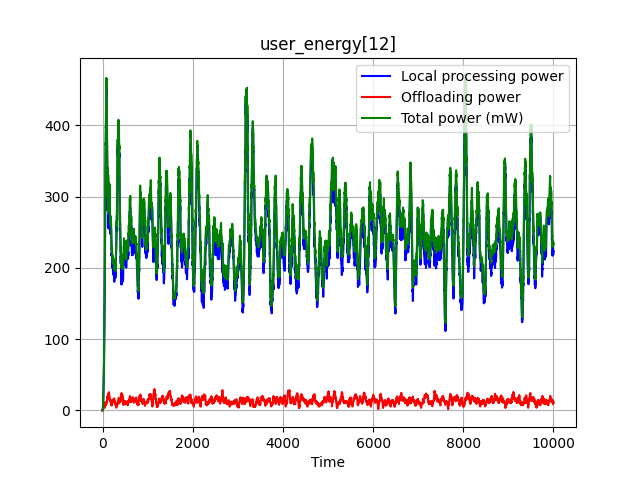 user_energy[12]
Local processing power
Offloading power
Total power (mW)
400
300
200
100
0
0 2000 4000 6000 8000 10000
Time